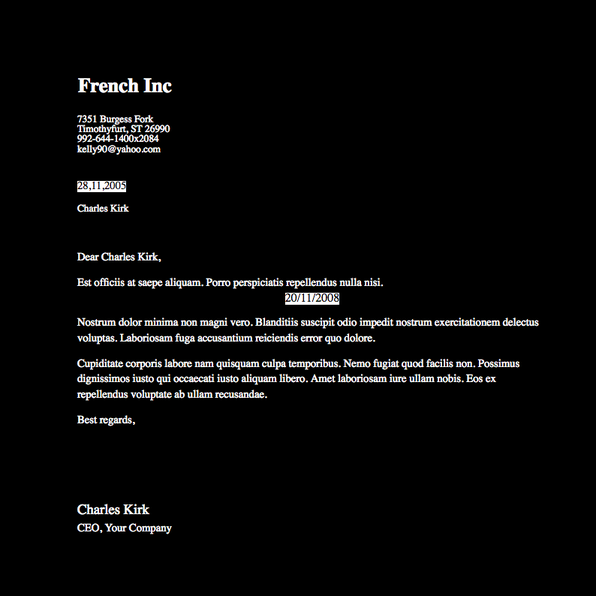 French Inc
7351 Burgess Fork
Timothyfurt, ST 26990
992-644-1400x2084
kelly90@yahoo.com
28,11,2005
Charles Kirk
Dear Charles Kirk,
Est officiis at saepe aliquam. Porro perspiciatis repellendus nulla nisi.
20/11/2008
Nostrum dolor minima non magni vero. Blanditiis suscipit odio impedit nostrum exercitationem delectus
voluptas. Laboriosam fuga accusantium reiciendis error quo dolore.
Cupiditate corporis labore nam quisquam culpa temporibus. Nemo fugiat quod facilis non. Possimus
dignissimos iusto qui occaecati iusto aliquam libero. Amet laboriosam iure ullam nobis. Eos ex
repellendus voluptate ab ullam recusandae.
Best regards,
Charles Kirk
CEO, Your Company